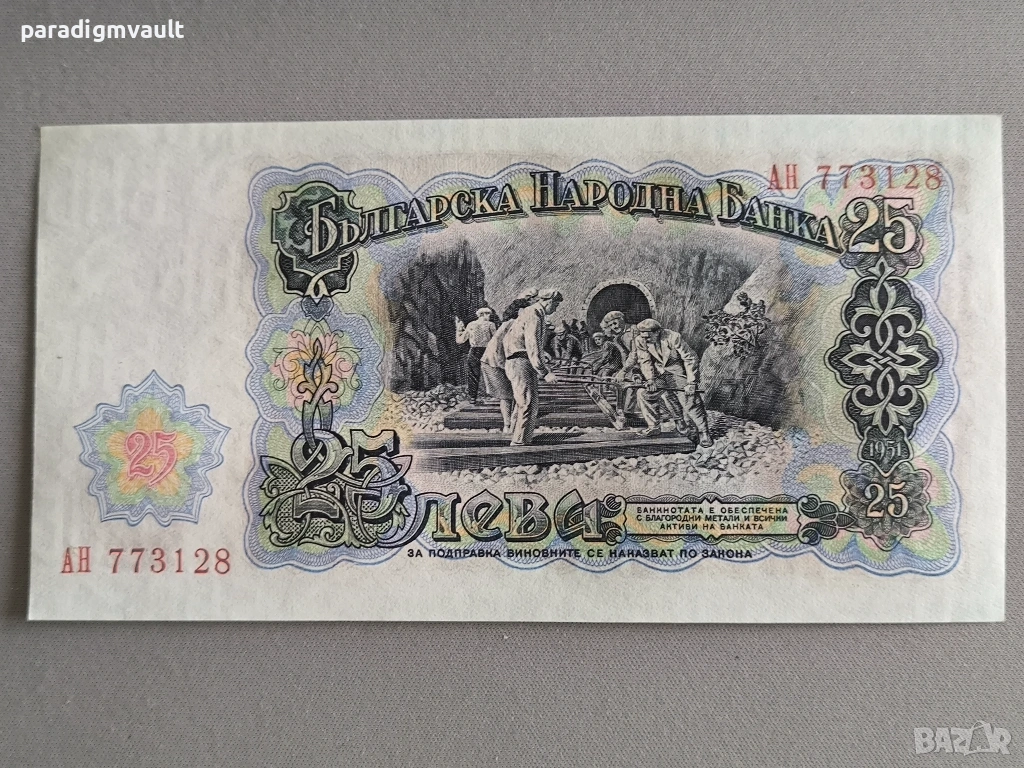 paradigmvault
АН 773128
БЪЛГАРСКА НАРОДНА БАНКА
25
25
1951
25
25 ЛЕВА
БАНКНОТАТА Е ОБЕСПЕЧЕНА
С БЛАГОРОДНИ МЕТАЛИ И ВСИЧКИ
АКТИВИ НА БАНКАТА
ЗА ПОДПРАВКА ВИНОВНИТЕ СЕ НАКАЗВАТ ПО ЗАКОНА
АН 773128
BAZAR